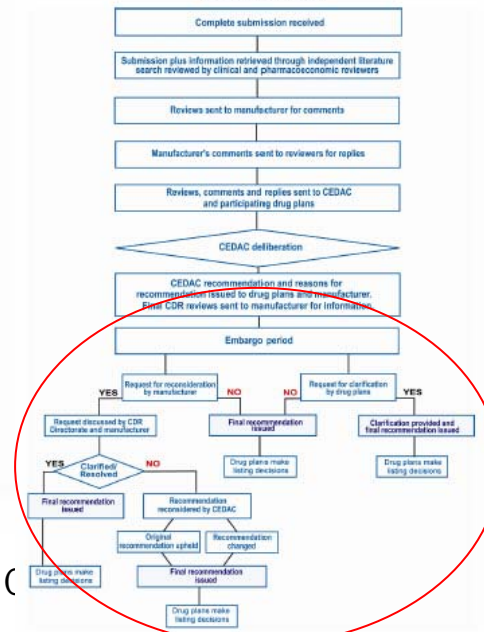 Complete submission received
Submission plus information retrieved through independent literature
search reviewed by clinical and pharmacoeconomic reviewers
Reviews sent to manufacturer for comments
Manufacturer's comments sent to reviewers for replies
Reviews, comments and replies sent to CEDAC
and participating drug plans
CEDAC deliberation
CEDAC recommendation and reasons for
recommendation issued to drug plans and manufacturer.
Final CDR reviews sent to manufacturer for information.
Embargo period
Request for reconsideration
by manufacturer
Request for clarification
by drug plans
YES
NO
NO
YES
Request discussed by CDR
Directorate and manufacturer
Final recommendation
issued
Clarification provided and
final recommendation issued
Drug plans make
listing decisions
Drug plans make
listing decisions
YES
Clarified/
Resolved
NO
Final recommendation
issued
Recommendation
reconsidered by CEDAC
Original
recommendation upheld
Recommendation
changed
Drug plans make
listing decisions
Final recommendation
issued
Drug plans make
listing decisions